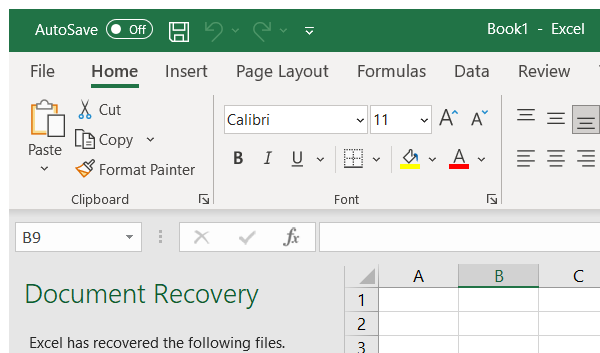 AutoSave Off Book1 - Excel
File Home Insert Page Layout Formulas Data Review
Cut
Calibri 11 A A
Copy
Paste
B I U A
Format Painter
Clipboard Font
B9 fx
A B C
Document Recovery
1
2
Excel has recovered the following files.
3